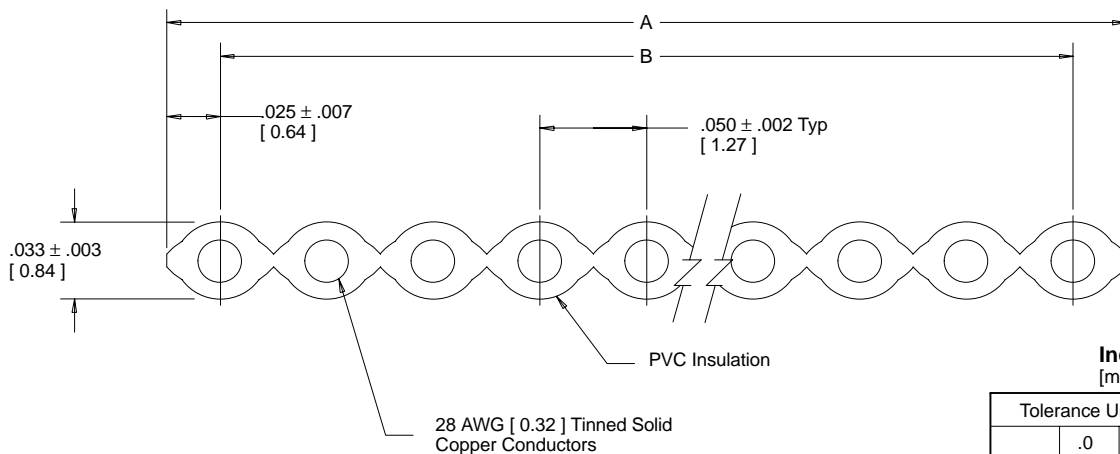 A
B
.025 ± .007
[ 0.64 ]
.050 ± .002 Typ
[ 1.27 ]
.033 ± .003
[ 0.84 ]
PVC Insulation
28 AWG [ 0.32 ] Tinned Solid
Copper Conductors
[m
Tolerance U
.0